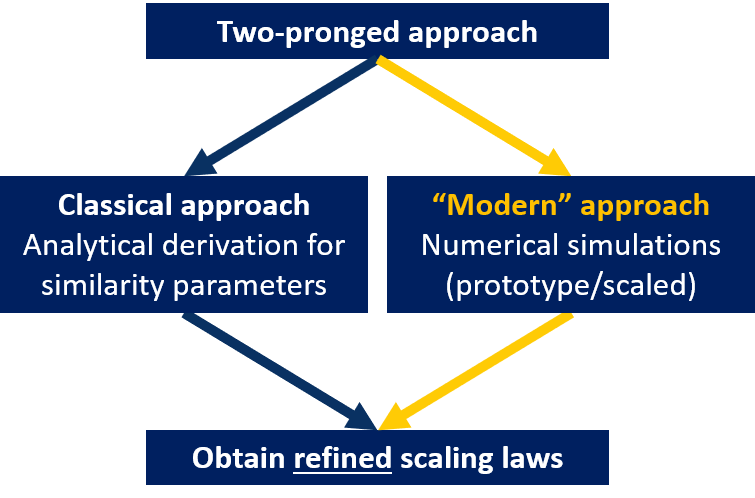 Two-pronged approach
Classical approach
Analytical derivation for
similarity parameters
“Modern” approach
Numerical simulations
(prototype/scaled)
Obtain refined scaling laws